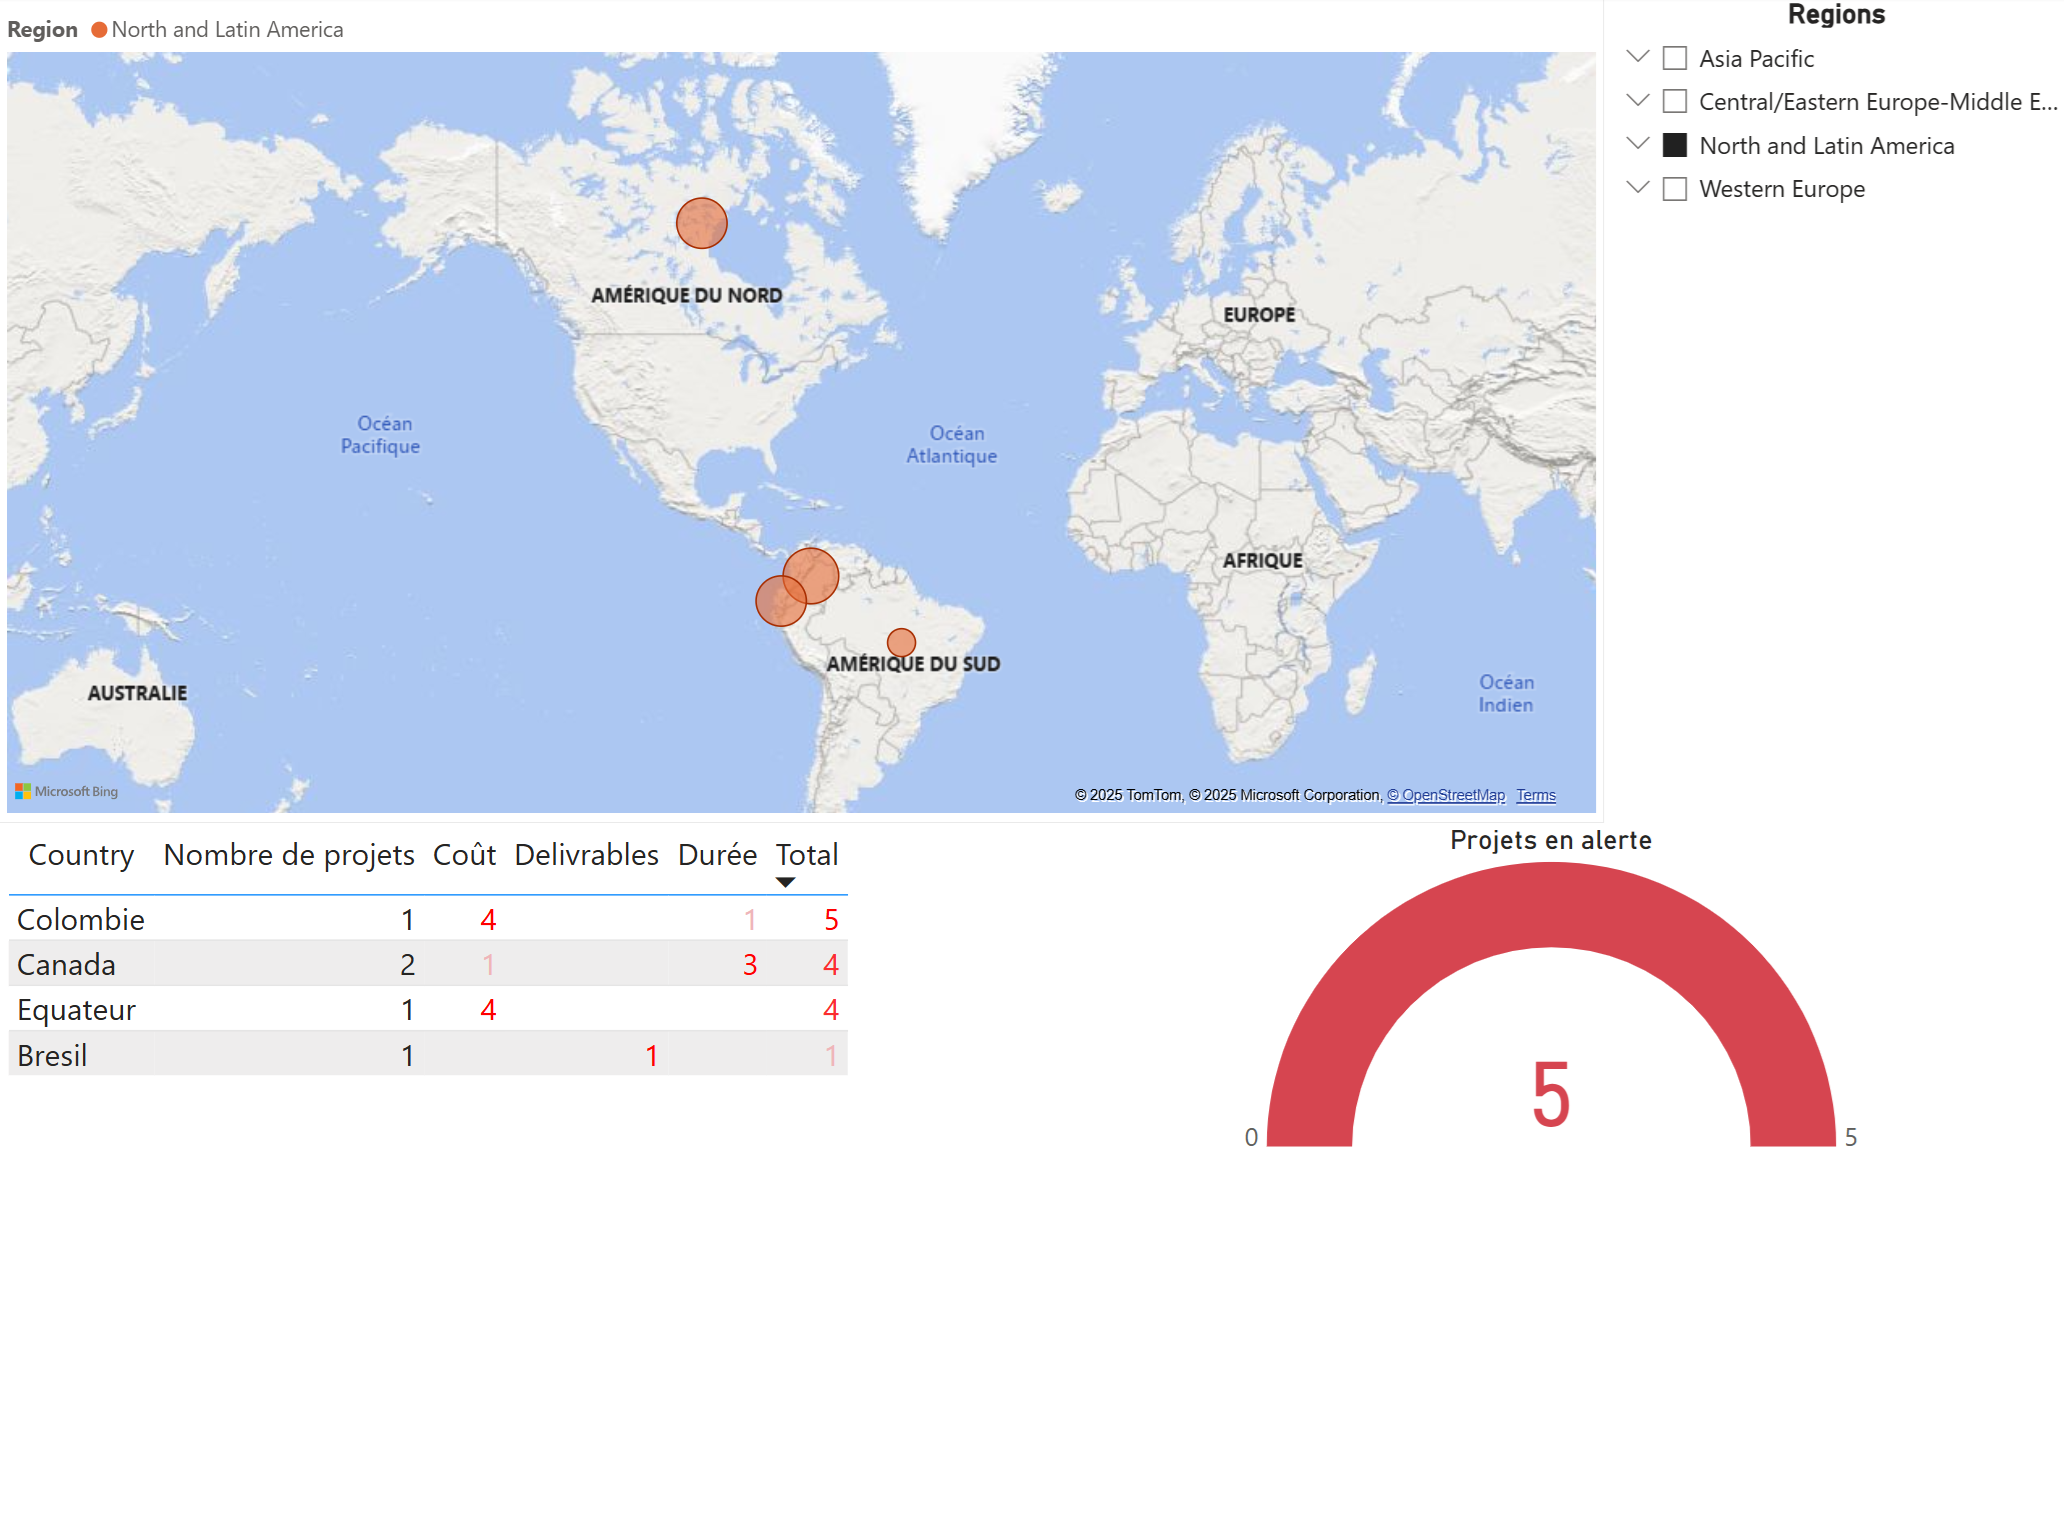 Region North and Latin America
Regions
Asia Pacific
Central/Eastern Europe-Middle E...
North and Latin America
Western Europe
AMÉRIQUE DU NORD
EUROPE
Océan
Pacifique
Océan
Atlantique
AFRIQUE
AMÉRIQUE DU SUD
AUSTRALIE
Océan
Indien
Microsoft Bing
© 2025 TomTom, © 2025 Microsoft Corporation, © OpenStreetMap Terms
Country Nombre de projets Coût Delivrables Durée Total
Colombie 1 4 1 5
Canada 2 1 3 4
Equateur 1 4 4
Bresil 1 1 1
Projets en alerte
5
0 5